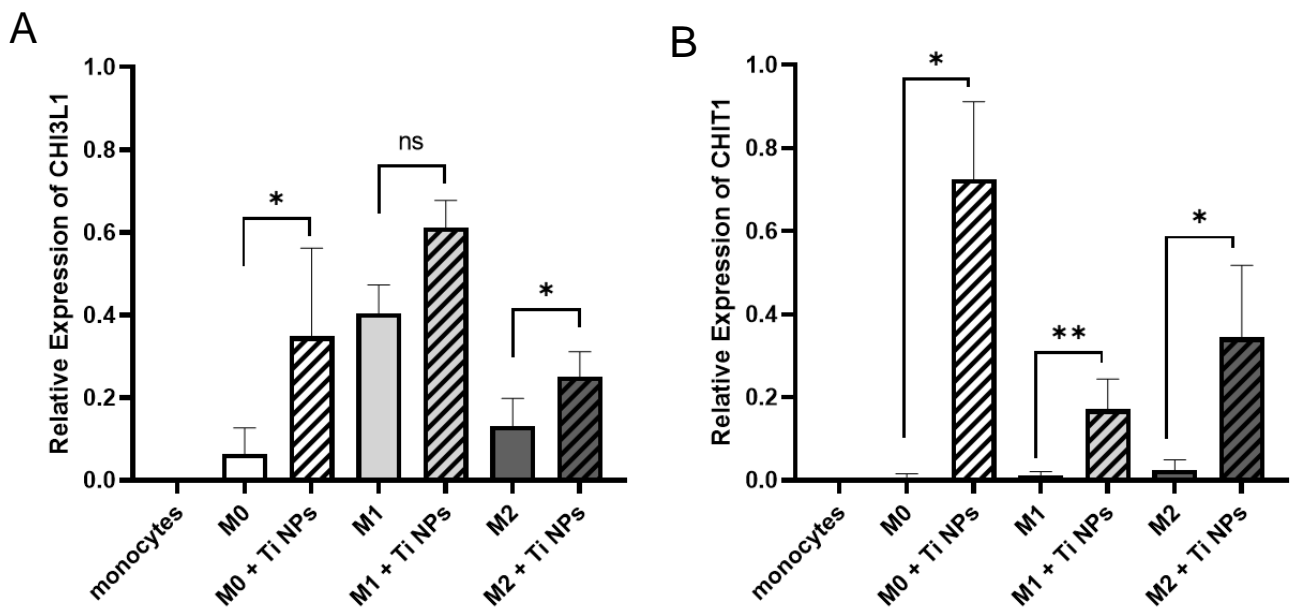 A
Relative Expression of CHI3L1
1.0
0.8
0.6
0.4
0.2
0.0
*
ns
*
monocytes
M0
M0 + Ti NPs
M1
M1 + Ti NPs
M2
M2 + Ti NPs
B
Relative Expression of CHIT1
1.0
0.8
0.6
0.4
0.2
0.0
*
**
*
monocytes
M0
M0 + Ti NPs
M1
M1 + Ti NPs
M2
M2 + Ti NPs